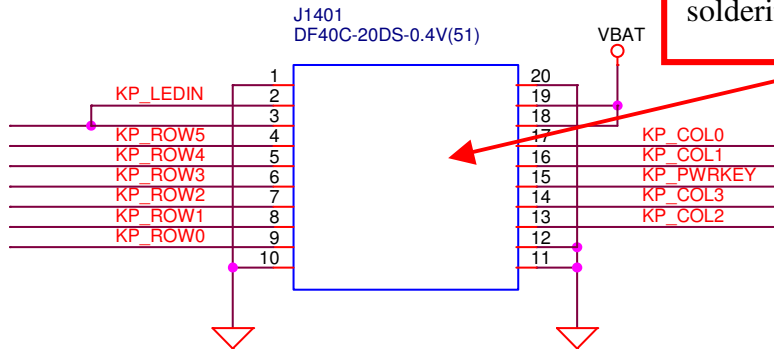 J1401
DF40C-20DS-0.4V(51)
VBAT
solderi
1 20
KP_LEDIN 2 19
3 18
KP_ROW5 4 17 KP_COL0
KP_ROW4 5 16 KP_COL1
KP_ROW3 6 15 KP_PWRKEY
KP_ROW2 7 14 KP_COL3
KP_ROW1 8 13 KP_COL2
KP_ROW0 9 12
10 11